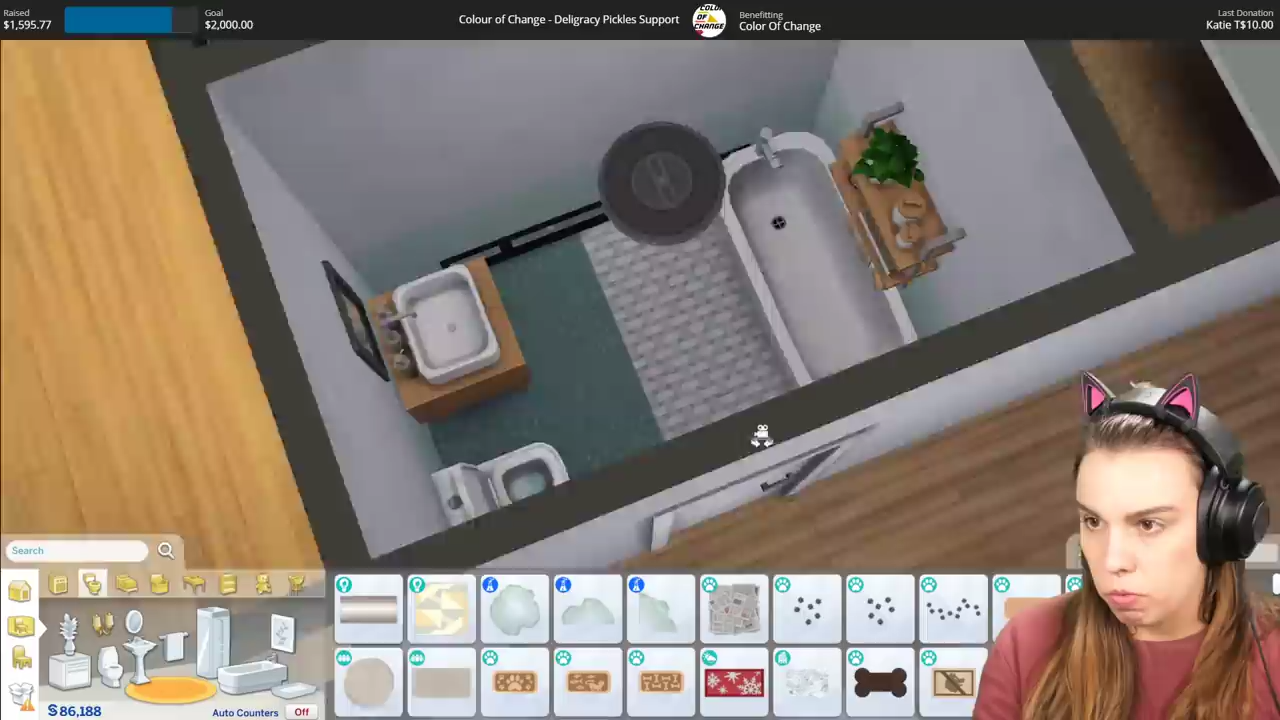 Raised
$1,595.77
Goal
$2,000.00
Colour of Change - Deligracy Pickles Support
COLOR
OF
CHANGE
Benefitting
Color Of Change
Last Donation
Katie T$10.00
Search
§86,188
Auto Counters
Off